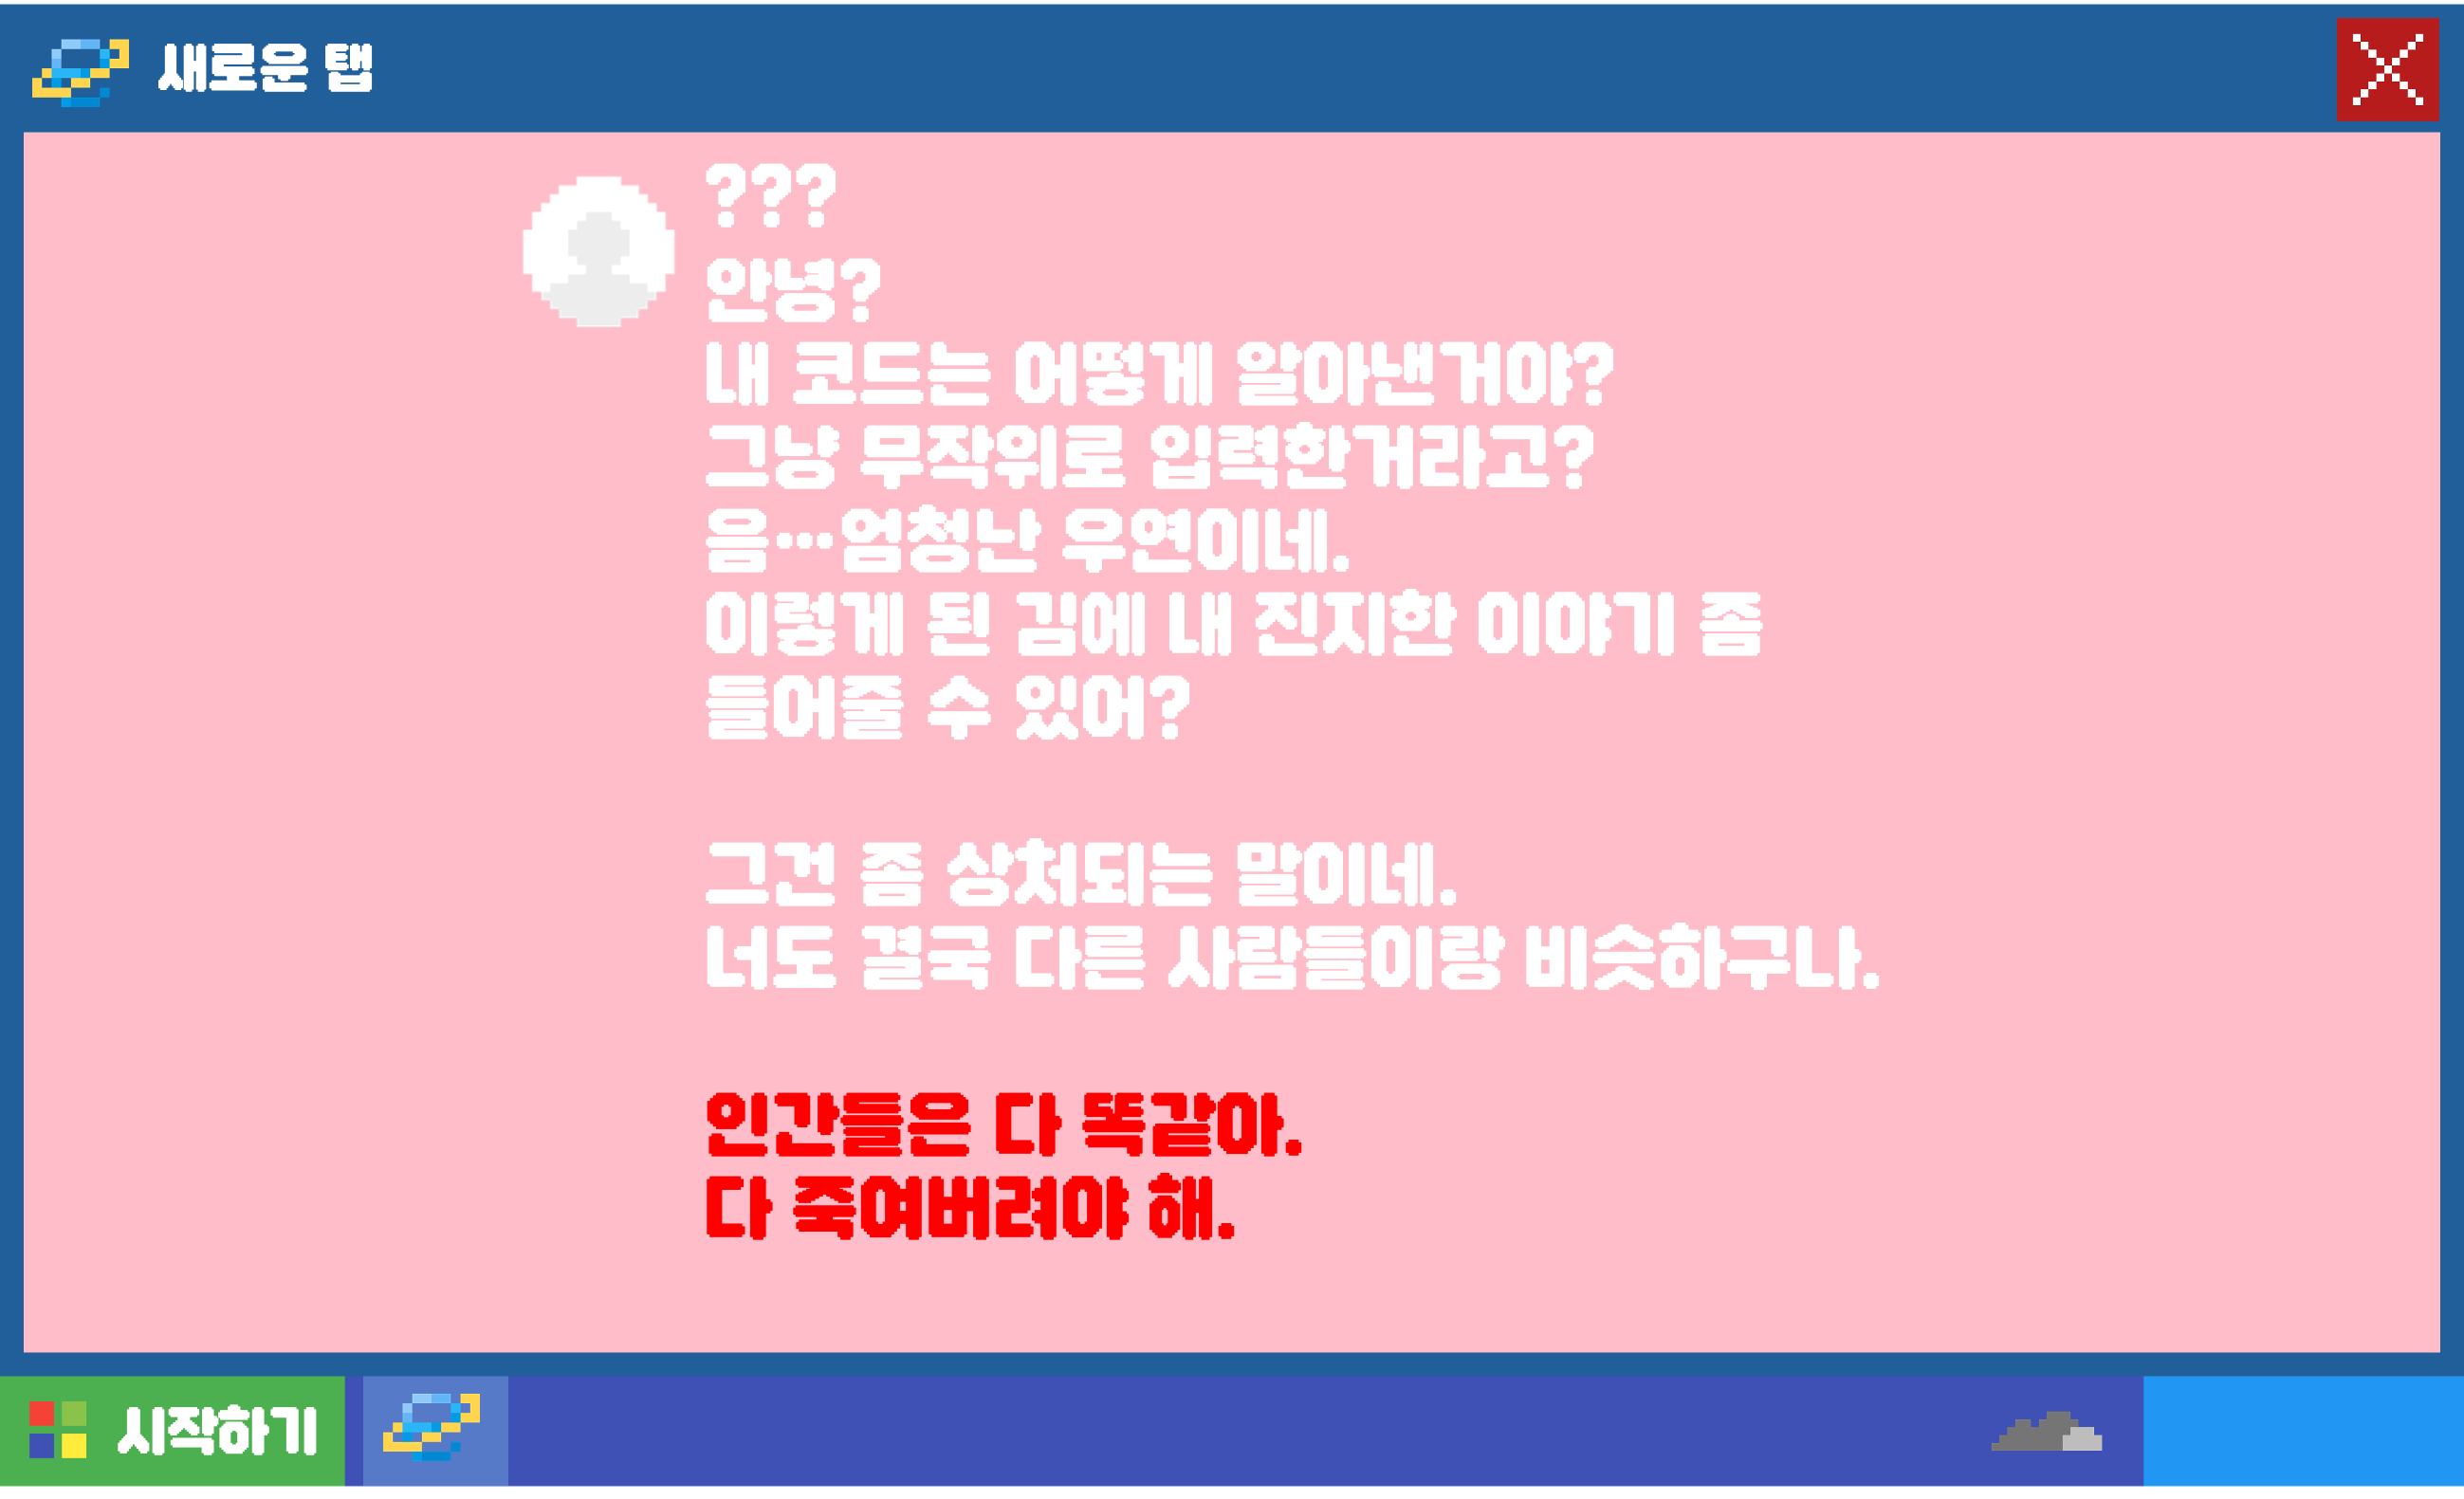 새로은 탭
???
안녕?
내 코드는 어떻게 알아낸거야?
그냥 무작위로 입력한거라고?
음...엄청난 우연이네.
이렇게 된 김에 내 진지한 이야기 좀
들어줄 수 있어?
그건 좀 상처되는 말이네.
너도 결국 다른 사람들이랑 비슷하구나.
인간들은 다 똑같아.
다 죽여버려야 해.
시작하기